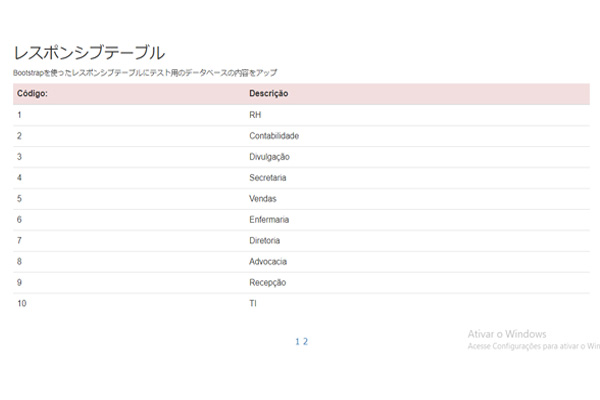 レスポンシブテーブル
Bootstrapを使ったレスポンシブテーブルにテスト用のデータベースの内容をアップ
Código: Descrição
1 RH
2 Contabilidade
3 Divulgação
4 Secretaria
5 Vendas
6 Enfermaria
7 Diretoria
8 Advocacia
9 Recepção
10 TI
1 2
Ativar o Windows
Acesse Configurações para ativar o Win